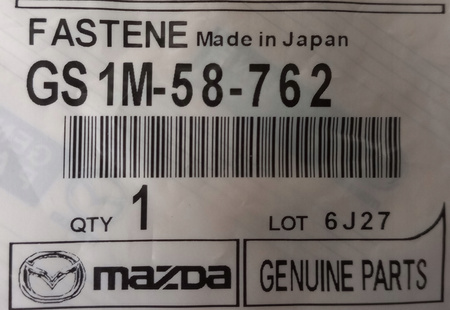 FASTENE Made in Japan
GS1M-58-762
QTY 1 LOT 6J27
mazda GENUINE PARTS